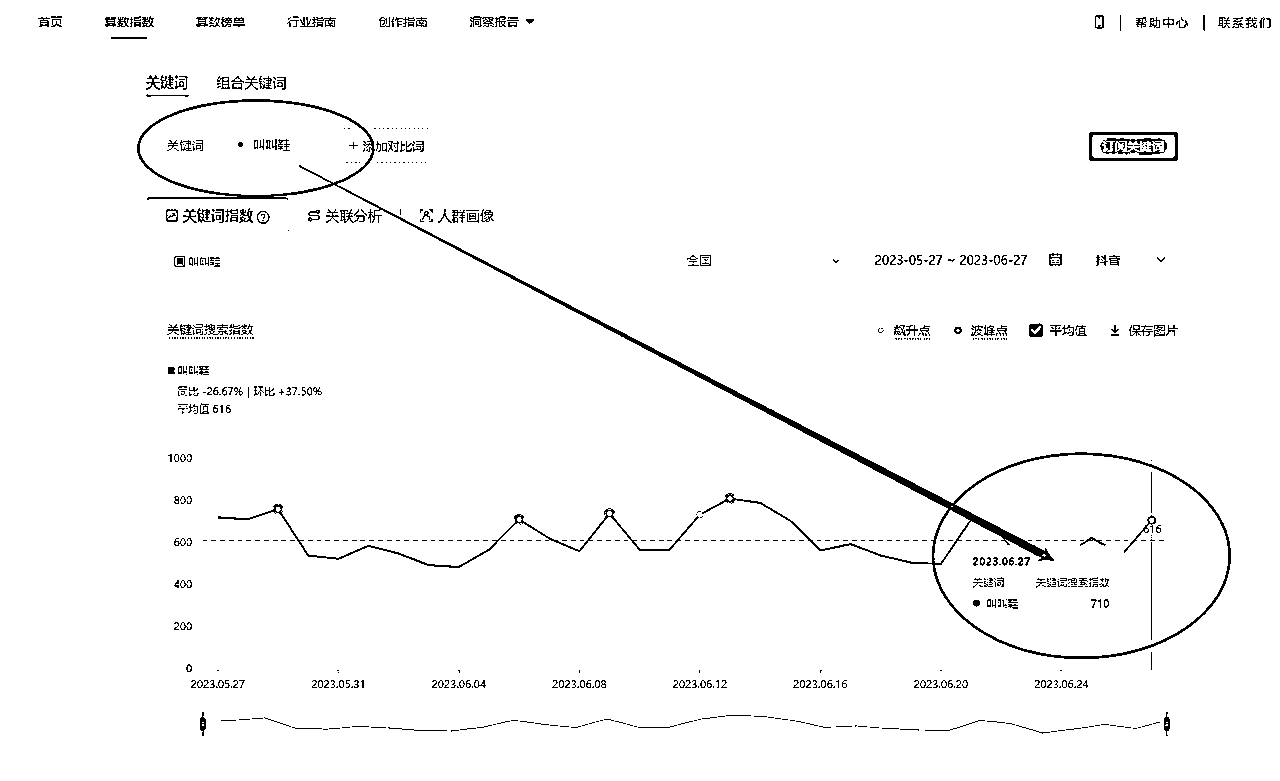 首页 算数指数 算数榜单 行业指南 创作指南 洞察报告 帮助中心 联系我们
关键词 组合关键词
关键词 叫叫鞋 + 添加对比词 订阅关键词
关键词指数 关联分析 人群画像
叫叫鞋 全国 2023-05-27 ~ 2023-06-27 抖音
关键词搜索指数 飙升点 波峰点 平均值 保存图片
叫叫鞋
同比 -26.67% | 环比 +37.50%
平均值 616
1000
800
616
600
2023.06.27
关键词 关键词搜索指数
400
叫叫鞋 710
200
0
2023.05.27 2023.05.31 2023.06.04 2023.06.08 2023.06.12 2023.06.16 2023.06.20 2023.06.24